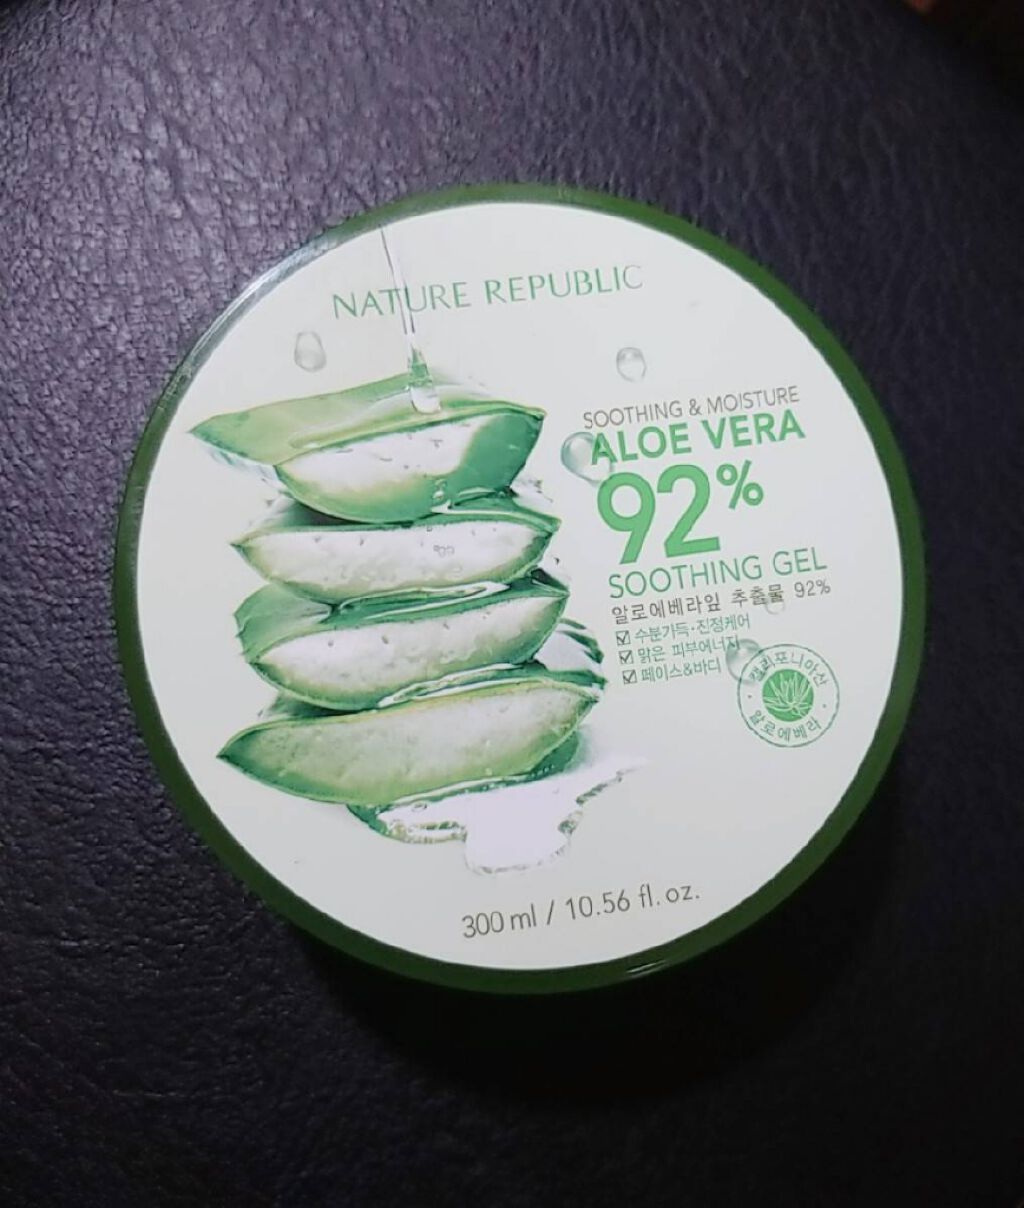 NATURE REPUBLIC
SOOTHING & MOISTURE
ALOE VERA
92%
SOOTHING GEL
알로에베라잎 추출물 92%
☑ 수분가득·진정케어
☑ 맑은 피부에너지
☑ 페이스&바디
캘리포니아산
알로에베라
300 ml / 10.56 fl. oz.